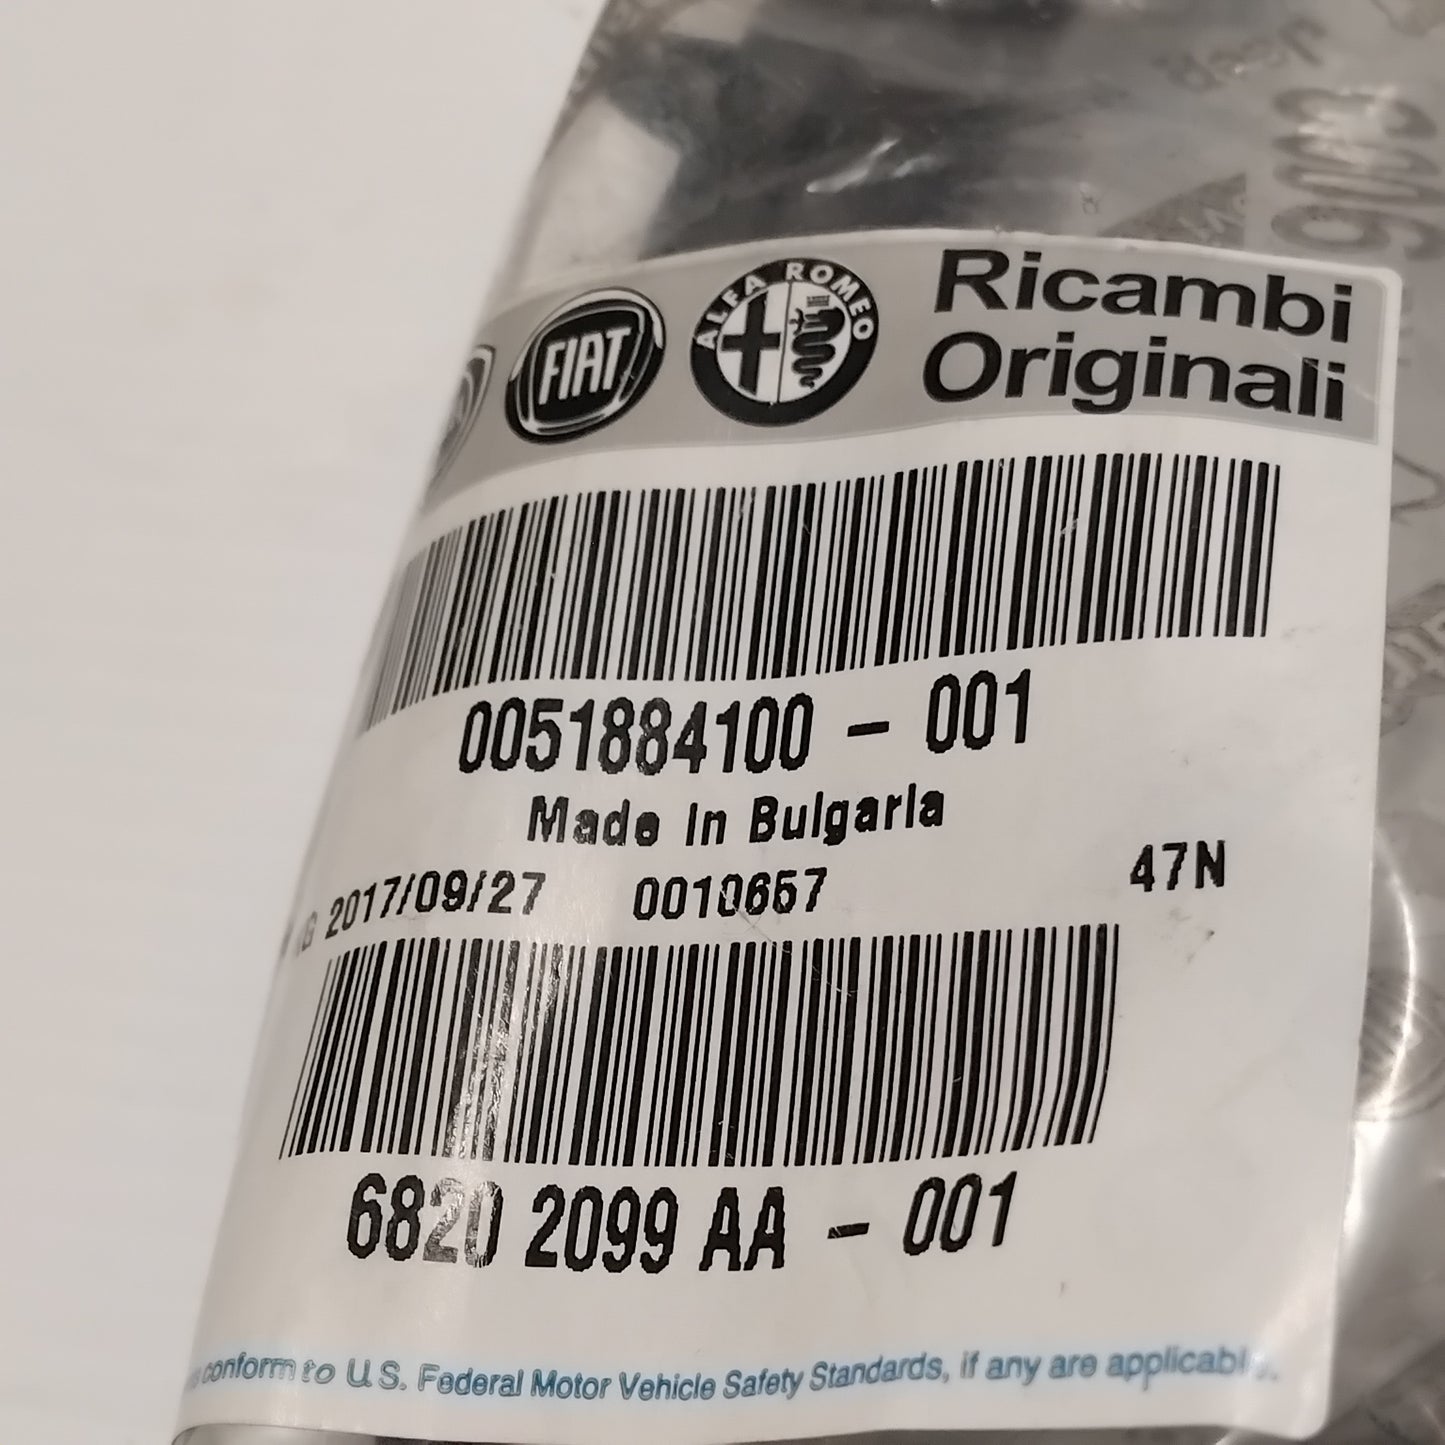 FIAT
ALFA ROMEO
Ricambi
Originali
0051884100 - 001
Made In Bulgaria
G 2017/09/27 0010657 47N
6820 2099 AA - 001
conform to U.S. Federal Motor Vehicle Safety Standards, if any are applicable.
Jeep